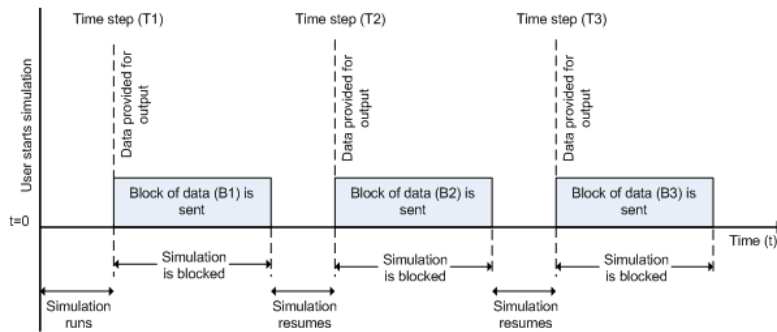 Time step (T1)
Time step (T2)
Time step (T3)
User starts simulation
Data provided for
output
Data provided for
output
Data provided for
output
Block of data (B1) is
sent
Block of data (B2) is
sent
Block of data (B3) is
sent
t=0
Time (t)
Simulation
is blocked
Simulation
is blocked
Simulation
is blocked
Simulation
runs
Simulation
resumes
Simulation
resumes